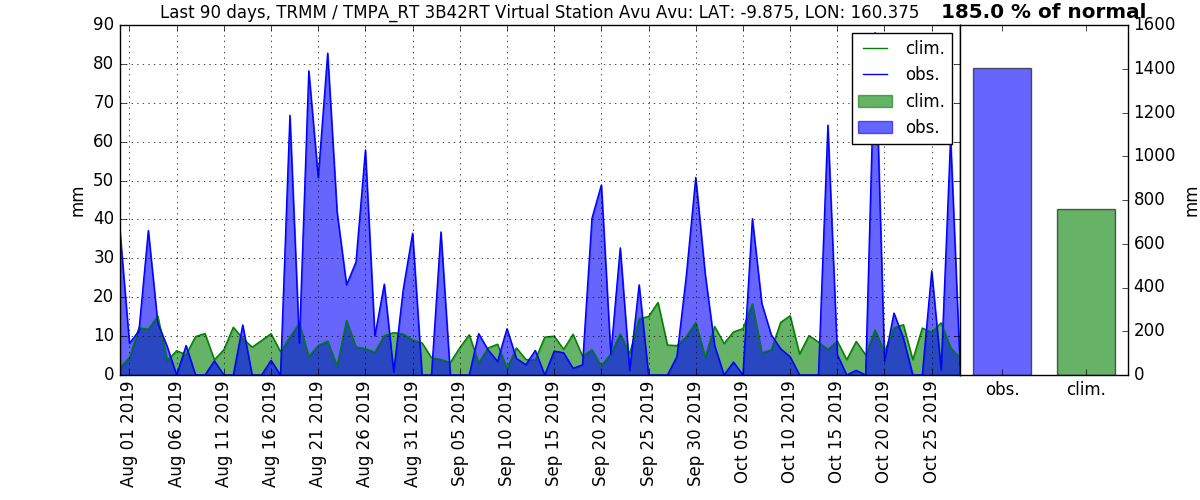 Last 90 days, TRMM / TMPA_RT 3B42RT Virtual Station Avu Avu: LAT: -9.875, LON: 160.375
185.0 % of normal
90
80
70
60
50
40
30
20
10
0
mm
clim.
obs.
clim.
obs.
Aug 01 2019
Aug 06 2019
Aug 11 2019
Aug 16 2019
Aug 21 2019
Aug 26 2019
Aug 31 2019
Sep 05 2019
Sep 10 2019
Sep 15 2019
Sep 20 2019
Sep 25 2019
Sep 30 2019
Oct 05 2019
Oct 10 2019
Oct 15 2019
Oct 20 2019
Oct 25 2019
1600
1400
1200
1000
800
600
400
200
0
mm
obs.
clim.